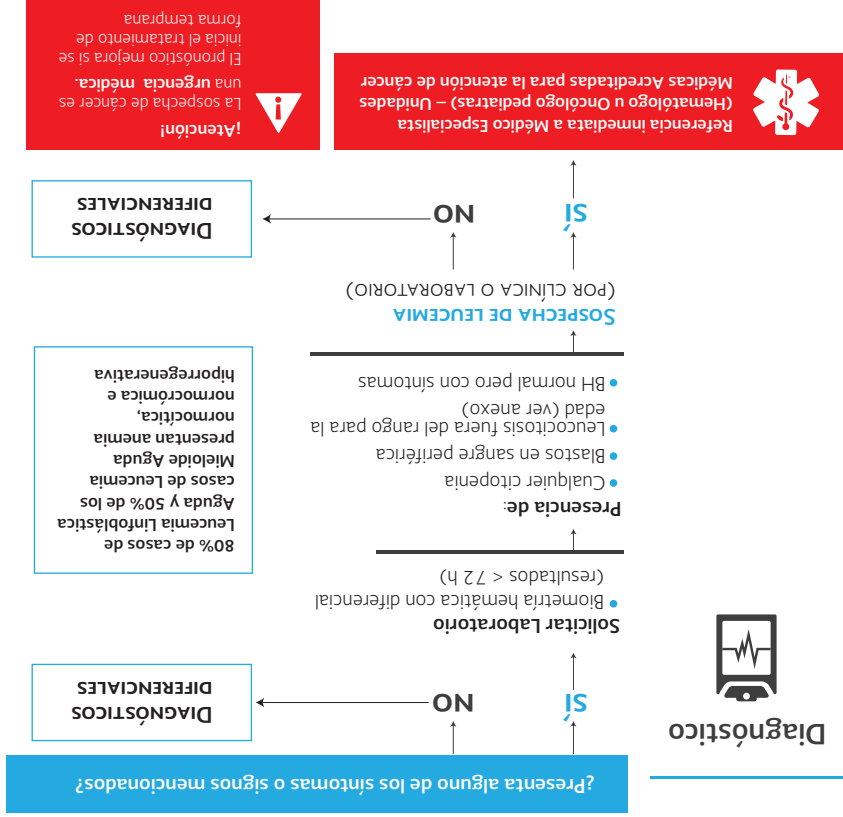 Diagnóstico
¿Presenta alguno de los síntomas o signos mencionados?
SÍ
NO
DIAGNÓSTICOS
DIFERENCIALES
Solicitar Laboratorio
• Biometría hemática con diferencial
(resultados < 72 h)
Presencia de:
• Cualquier citopenia
• Blastos en sangre periférica
• Leucocitosis fuera del rango para la
edad (ver anexo)
• BH normal pero con síntomas
80% de casos de
Leucemia Linfoblástica
Aguda y 50% de los
casos de Leucemia
Mieloide Aguda
presentan anemia
normocítica,
normocrómica e
hiporregenerativa
SOSPECHA DE LEUCEMIA
(POR CLÍNICA O LABORATORIO)
SÍ
NO
DIAGNÓSTICOS
DIFERENCIALES
Referencia inmediata a Médico Especialista
(Hematólogo u Oncólogo pediatras) – Unidades
Médicas Acreditadas para la atención de cáncer
¡Atención!
La sospecha de cáncer es
una urgencia médica.
El pronóstico mejora si se
inicia el tratamiento de
forma temprana